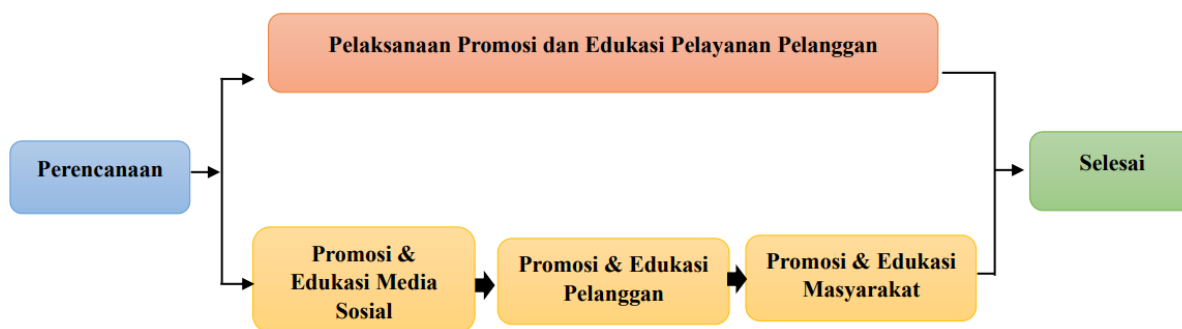 Pelaksanaan Promosi dan Edukasi Pelayanan Pelanggan
Perencanaan
Selesai
Promosi &
Edukasi Media
Sosial
Promosi & Edukasi
Pelanggan
Promosi & Edukasi
Masyarakat